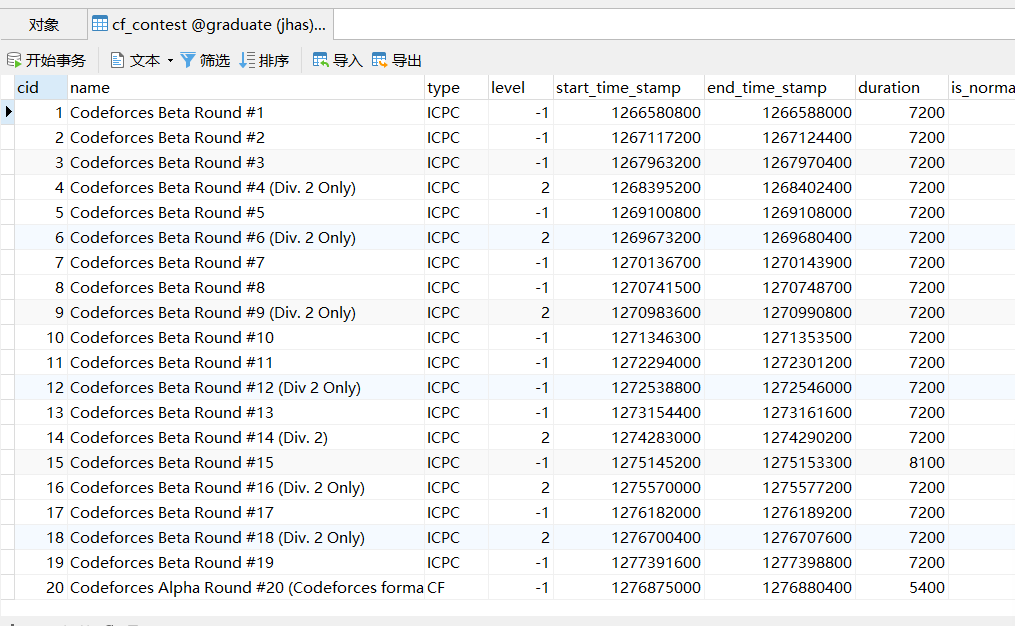 对象 cf_contest @graduate (jhas)...
开始事务 文本 筛选 排序 导入 导出
cid name type level start_time_stamp end_time_stamp duration is_norma
1 Codeforces Beta Round #1 ICPC -1 1266580800 1266588000 7200
2 Codeforces Beta Round #2 ICPC -1 1267117200 1267124400 7200
3 Codeforces Beta Round #3 ICPC -1 1267963200 1267970400 7200
4 Codeforces Beta Round #4 (Div. 2 Only) ICPC 2 1268395200 1268402400 7200
5 Codeforces Beta Round #5 ICPC -1 1269100800 1269108000 7200
6 Codeforces Beta Round #6 (Div. 2 Only) ICPC 2 1269673200 1269680400 7200
7 Codeforces Beta Round #7 ICPC -1 1270136700 1270143900 7200
8 Codeforces Beta Round #8 ICPC -1 1270741500 1270748700 7200
9 Codeforces Beta Round #9 (Div. 2 Only) ICPC 2 1270983600 1270990800 7200
10 Codeforces Beta Round #10 ICPC -1 1271346300 1271353500 7200
11 Codeforces Beta Round #11 ICPC -1 1272294000 1272301200 7200
12 Codeforces Beta Round #12 (Div 2 Only) ICPC -1 1272538800 1272546000 7200
13 Codeforces Beta Round #13 ICPC -1 1273154400 1273161600 7200
14 Codeforces Beta Round #14 (Div. 2) ICPC 2 1274283000 1274290200 7200
15 Codeforces Beta Round #15 ICPC -1 1275145200 1275153300 8100
16 Codeforces Beta Round #16 (Div. 2 Only) ICPC 2 1275570000 1275577200 7200
17 Codeforces Beta Round #17 ICPC -1 1276182000 1276189200 7200
18 Codeforces Beta Round #18 (Div. 2 Only) ICPC 2 1276700400 1276707600 7200
19 Codeforces Beta Round #19 ICPC -1 1277391600 1277398800 7200
20 Codeforces Alpha Round #20 (Codeforces forma CF -1 1276875000 1276880400 5400